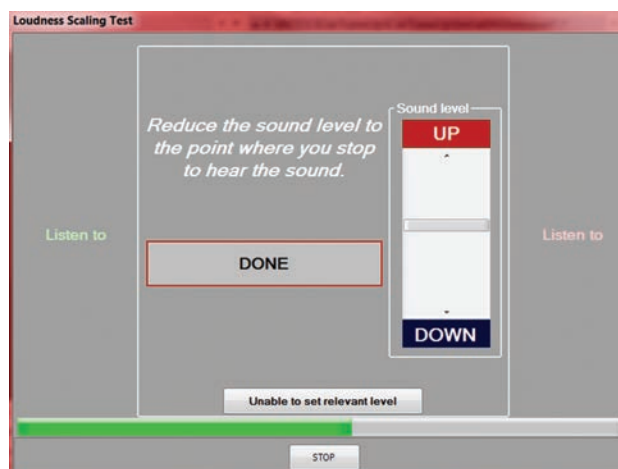 Loudness Scaling Test
Sound level
UP
Reduce the sound level to
the point where you stop
to hear the sound.
Listen to
Listen to
DONE
DOWN
Unable to set relevant level
STOP